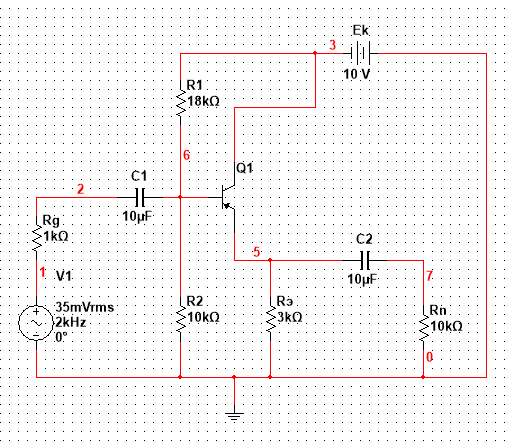 Ek
3
10 V
R1
18kΩ
6
C1
Q1
2
10µF
Rg
1kΩ
C2
5
10µF
1
V1
7
35mVrms
2kHz
0°
R2
10kΩ
Rэ
3kΩ
Rn
10kΩ
0